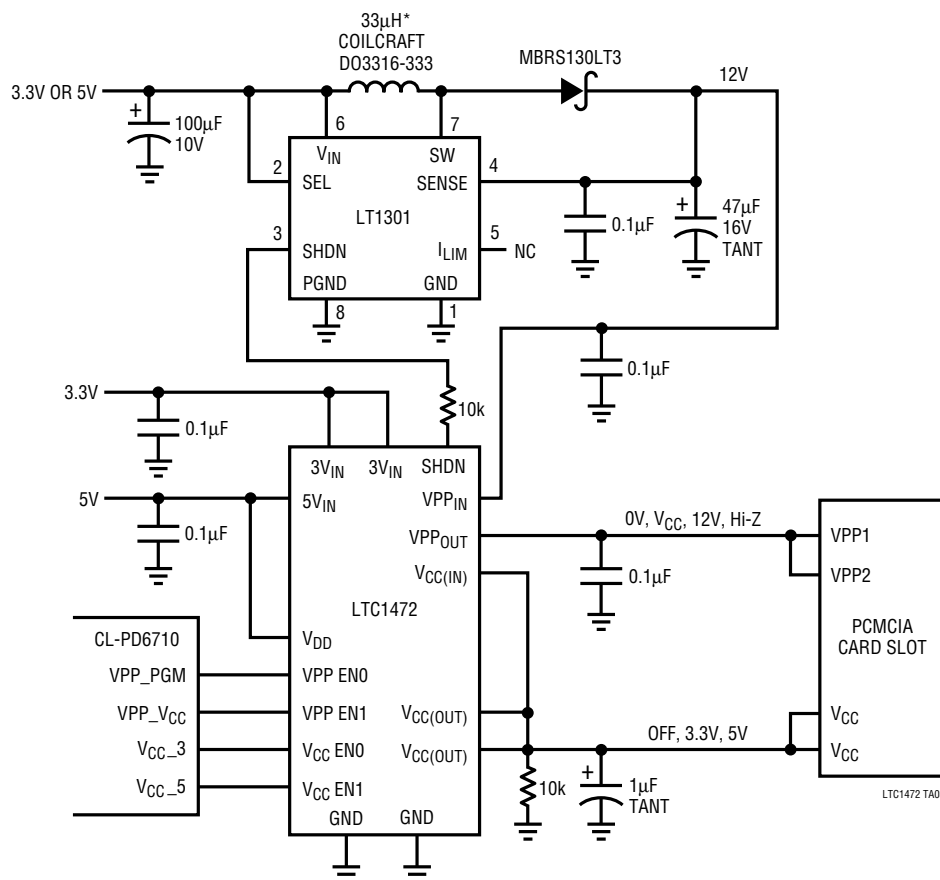 33µH*
COILCRAFT
DO3316-333
MBRS130LT3
12V
3.3V OR 5V
+
100µF
10V
6
7
VIN
SW
2
SEL
SENSE
4
LT1301
0.1µF
+
47µF
16V
TANT
3
SHDN
ILIM
5
NC
PGND
GND
8
1
0.1µF
3.3V
10k
0.1µF
3VIN
3VIN
SHDN
5V
5VIN
VPPIN
0.1µF
VPPOUT
0V, VCC, 12V, Hi-Z
VPP1
VCC(IN)
0.1µF
VPP2
LTC1472
PCMCIA
CARD SLOT
CL-PD6710
VDD
VPP_PGM
VPP EN0
VPP_VCC
VPP EN1
VCC(OUT)
VCC
VCC_3
VCC EN0
VCC(OUT)
OFF, 3.3V, 5V
VCC
VCC_5
VCC EN1
10k
+
1µF
TANT
GND
GND
LTC1472 TA0